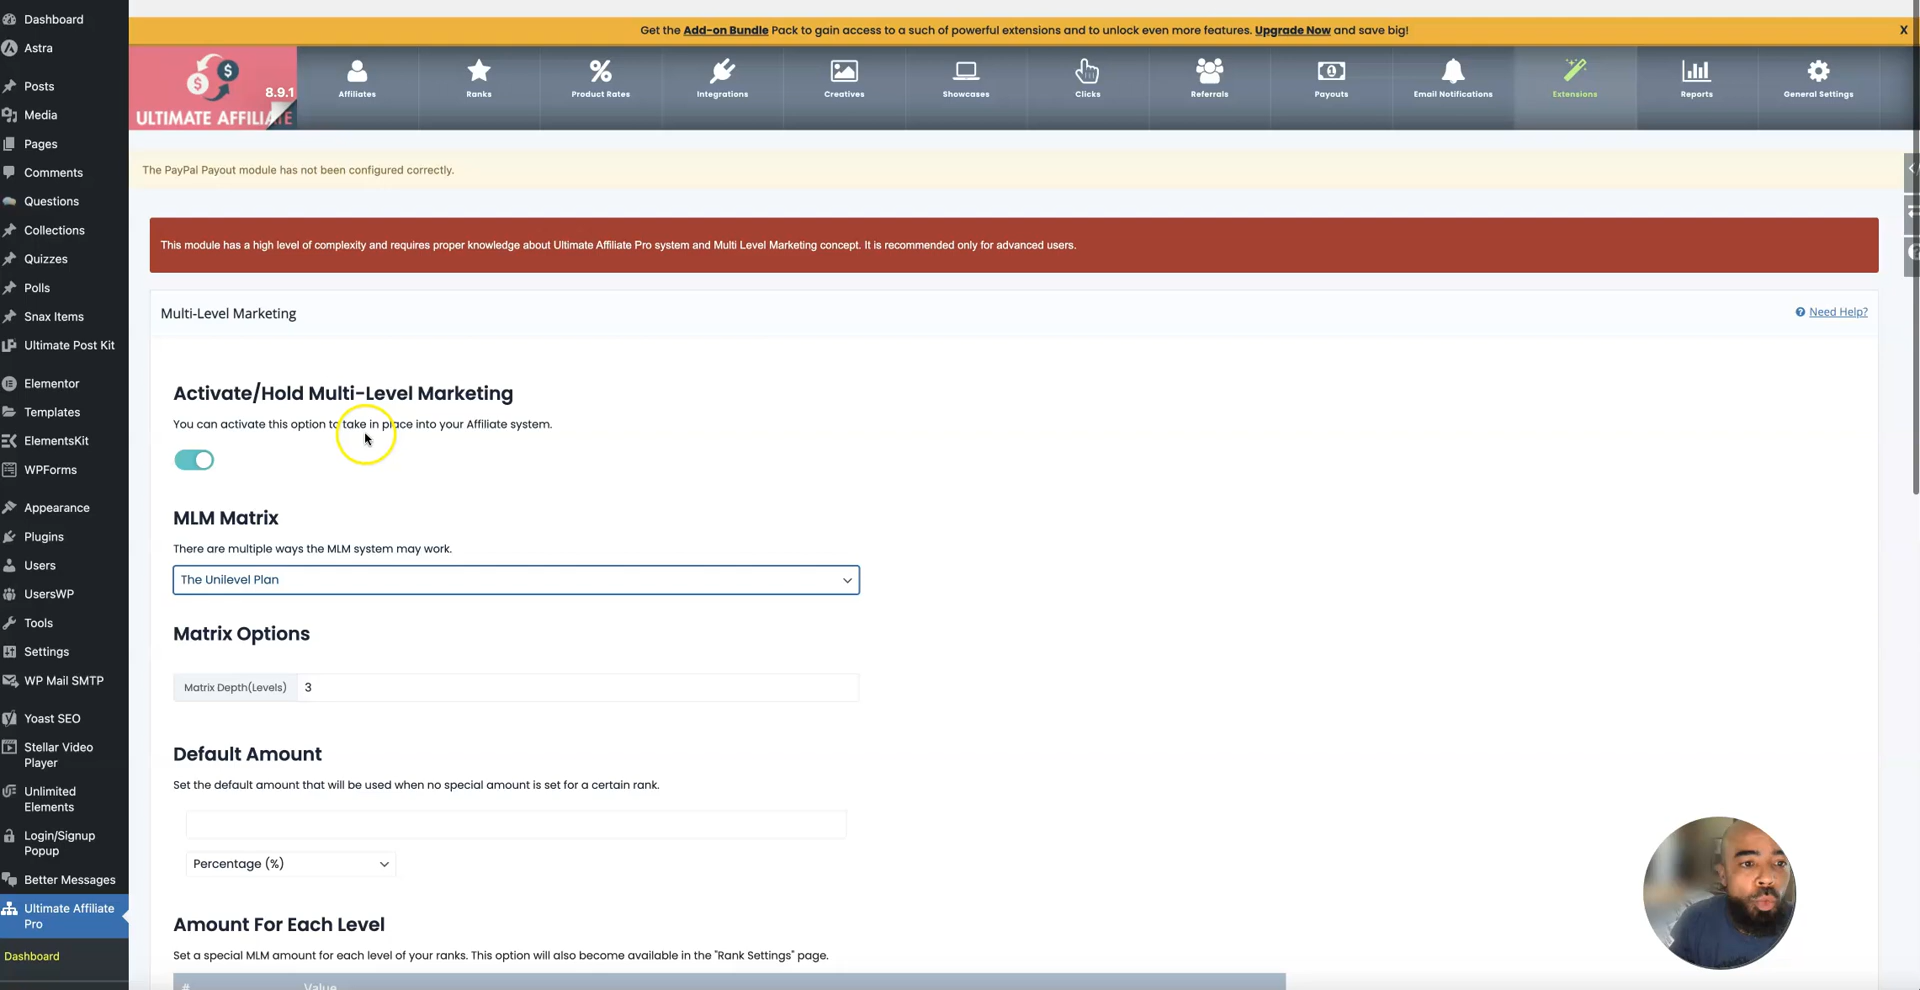 Dashboard
Astra
Posts
Media
Pages
Comments
Questions
Collections
Quizzes
Polls
Snax Items
Ultimate Post Kit
Elementor
Templates
ElementsKit
WPForms
Appearance
Plugins
Users
UsersWP
Tools
Settings
WP Mail SMTP
Yoast SEO
Stellar Video
Player
Unlimited
Elements
Login/Signup
Popup
Better Messages
Ultimate Affiliate
Pro
Dashboard
Get the Add-on Bundle Pack to gain access to a such of powerful extensions and to unlock even more features. Upgrade Now and save big!
X
8.9.1
ULTIMATE AFFILIATE
Affiliates
Ranks
Product Rates
Integrations
Creatives
Showcases
Clicks
Referrals
Payouts
Email Notifications
Extensions
Reports
General Settings
The PayPal Payout module has not been configured correctly.
This module has a high level of complexity and requires proper knowledge about Ultimate Affiliate Pro system and Multi Level Marketing concept. It is recommended only for advanced users.
Multi-Level Marketing
Need Help?
Activate/Hold Multi-Level Marketing
You can activate this option to take in place into your Affiliate system.
MLM Matrix
There are multiple ways the MLM system may work.
The Unilevel Plan
Matrix Options
Matrix Depth(Levels) 3
Default Amount
Set the default amount that will be used when no special amount is set for a certain rank.
Percentage (%)
Amount For Each Level
Set a special MLM amount for each level of your ranks. This option will also become available in the "Rank Settings" page.
# Value